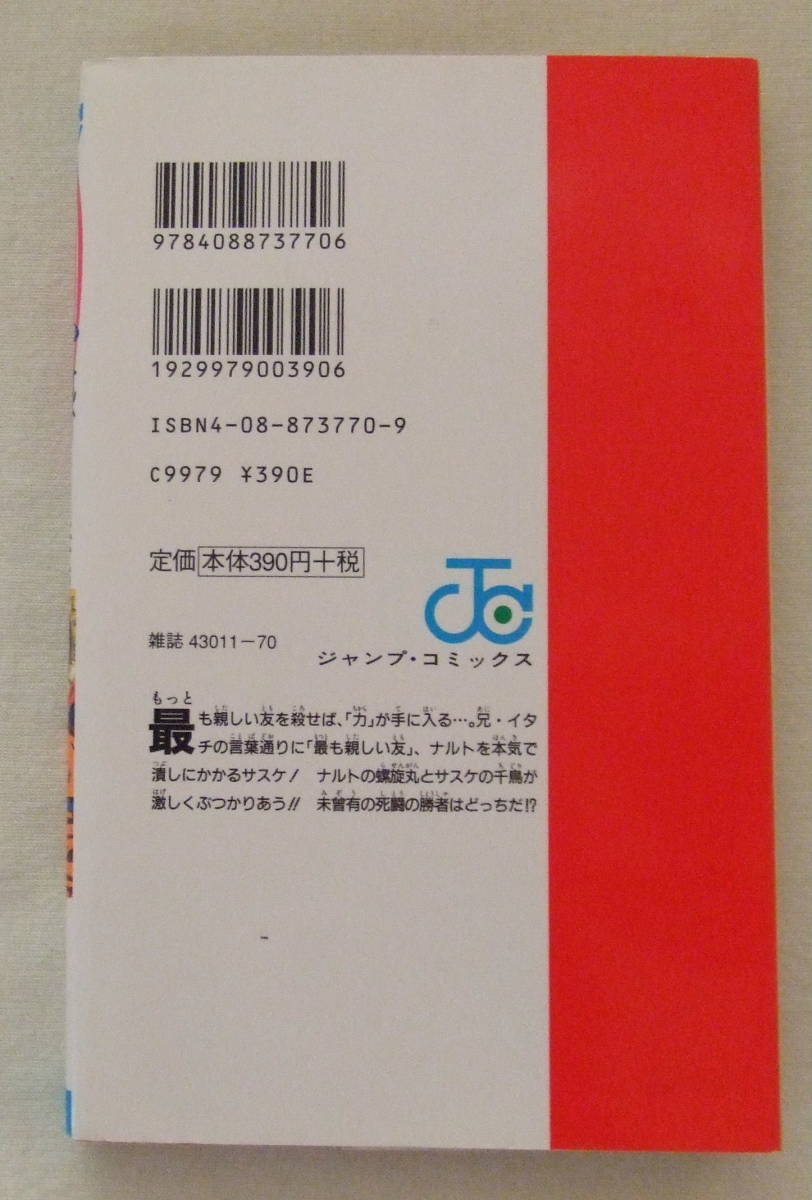 9784088737706
1929979003906
ISBN4-08-873770-9
C9979 ¥390E
定価 本体390円+税
JC
雑誌 43011-70
ジャンプ・コミックス
最も親しい友を殺せば、「力」が手に入る…。兄・イタ
チの言葉通りに「最も親しい友」、ナルトを本気で
潰しにかかるサスケ! ナルトの螺旋丸とサスケの千鳥が
激しくぶつかりあう!! 未曾有の死闘の勝者はどっちだ!?